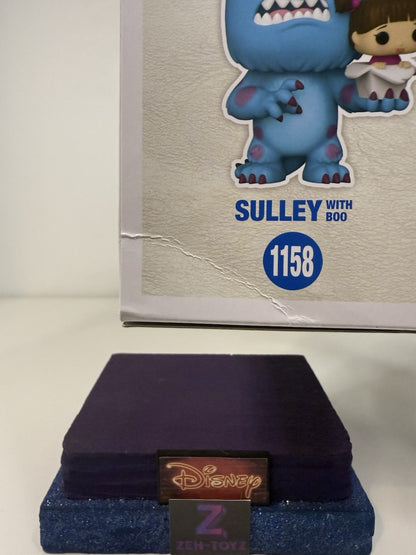 SULLEY WITH BOO
1158
Disney
Z
ZEH-TOYZ